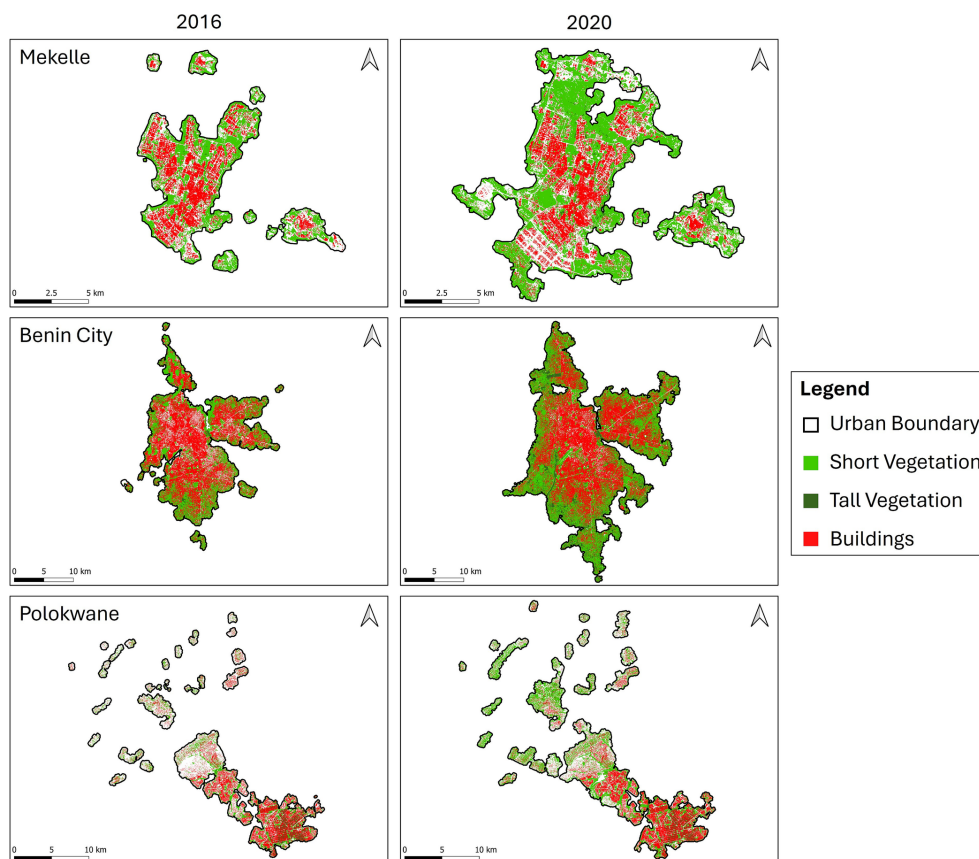 2016
2020
Mekelle
0 2.5 5 km
0 2.5 5 km
Benin City
0 5 10 km
0 5 10 km
Legend
Urban Boundary
Short Vegetation
Tall Vegetation
Buildings
Polokwane
0 5 10 km
0 5 10 km